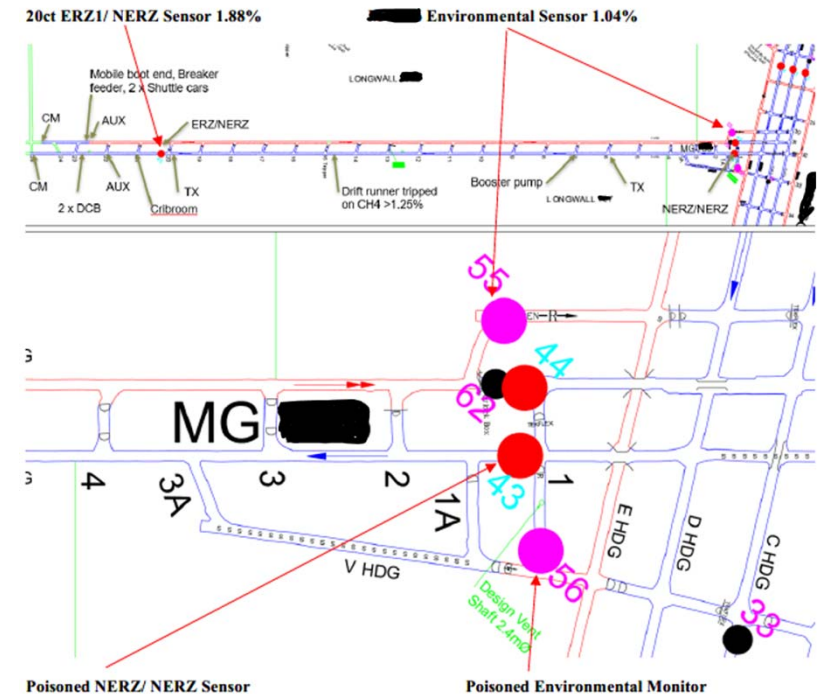 20ct ERZ1/ NERZ Sensor 1.88%
Environmental Sensor 1.04%
Mobile boot end, Breaker
feeder, 2 x Shuttle cars
LONGWALL
CM
AUX
ERZ/NERZ
MG
CM
AUX
TX
2 x DCB
Cribroom
Drift runner tripped
on CH4 >1.25%
Booster pump
TX
LONGWALL
NERZ/NERZ
55
44
62
MG
43
4
3A
3
2
1A
1
E HDG
D HDG
C HDG
V HDG
56
33
Design Vent
Shaft 2.4mØ
Poisoned NERZ/ NERZ Sensor
Poisoned Environmental Monitor